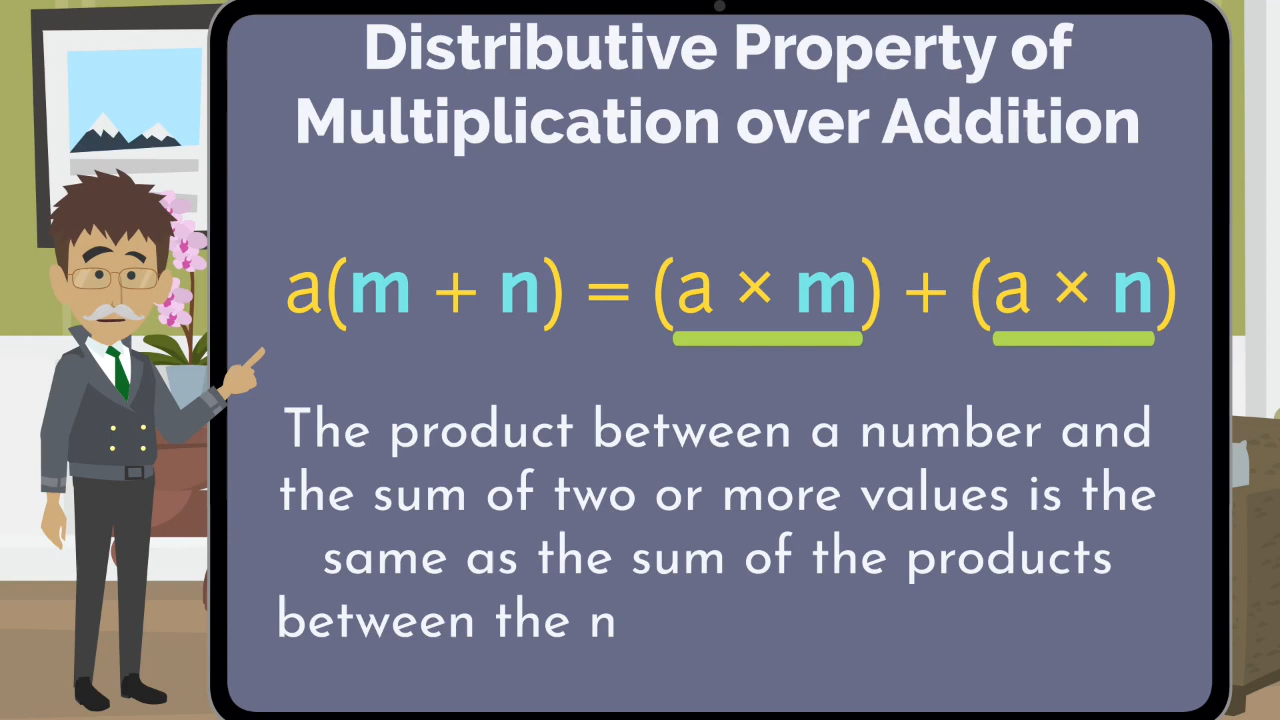 Distributive Property of
Multiplication over Addition
a(m + n) = (a × m) + (a × n)
The product between a number and
the sum of two or more values is the
same as the sum of the products
between the n